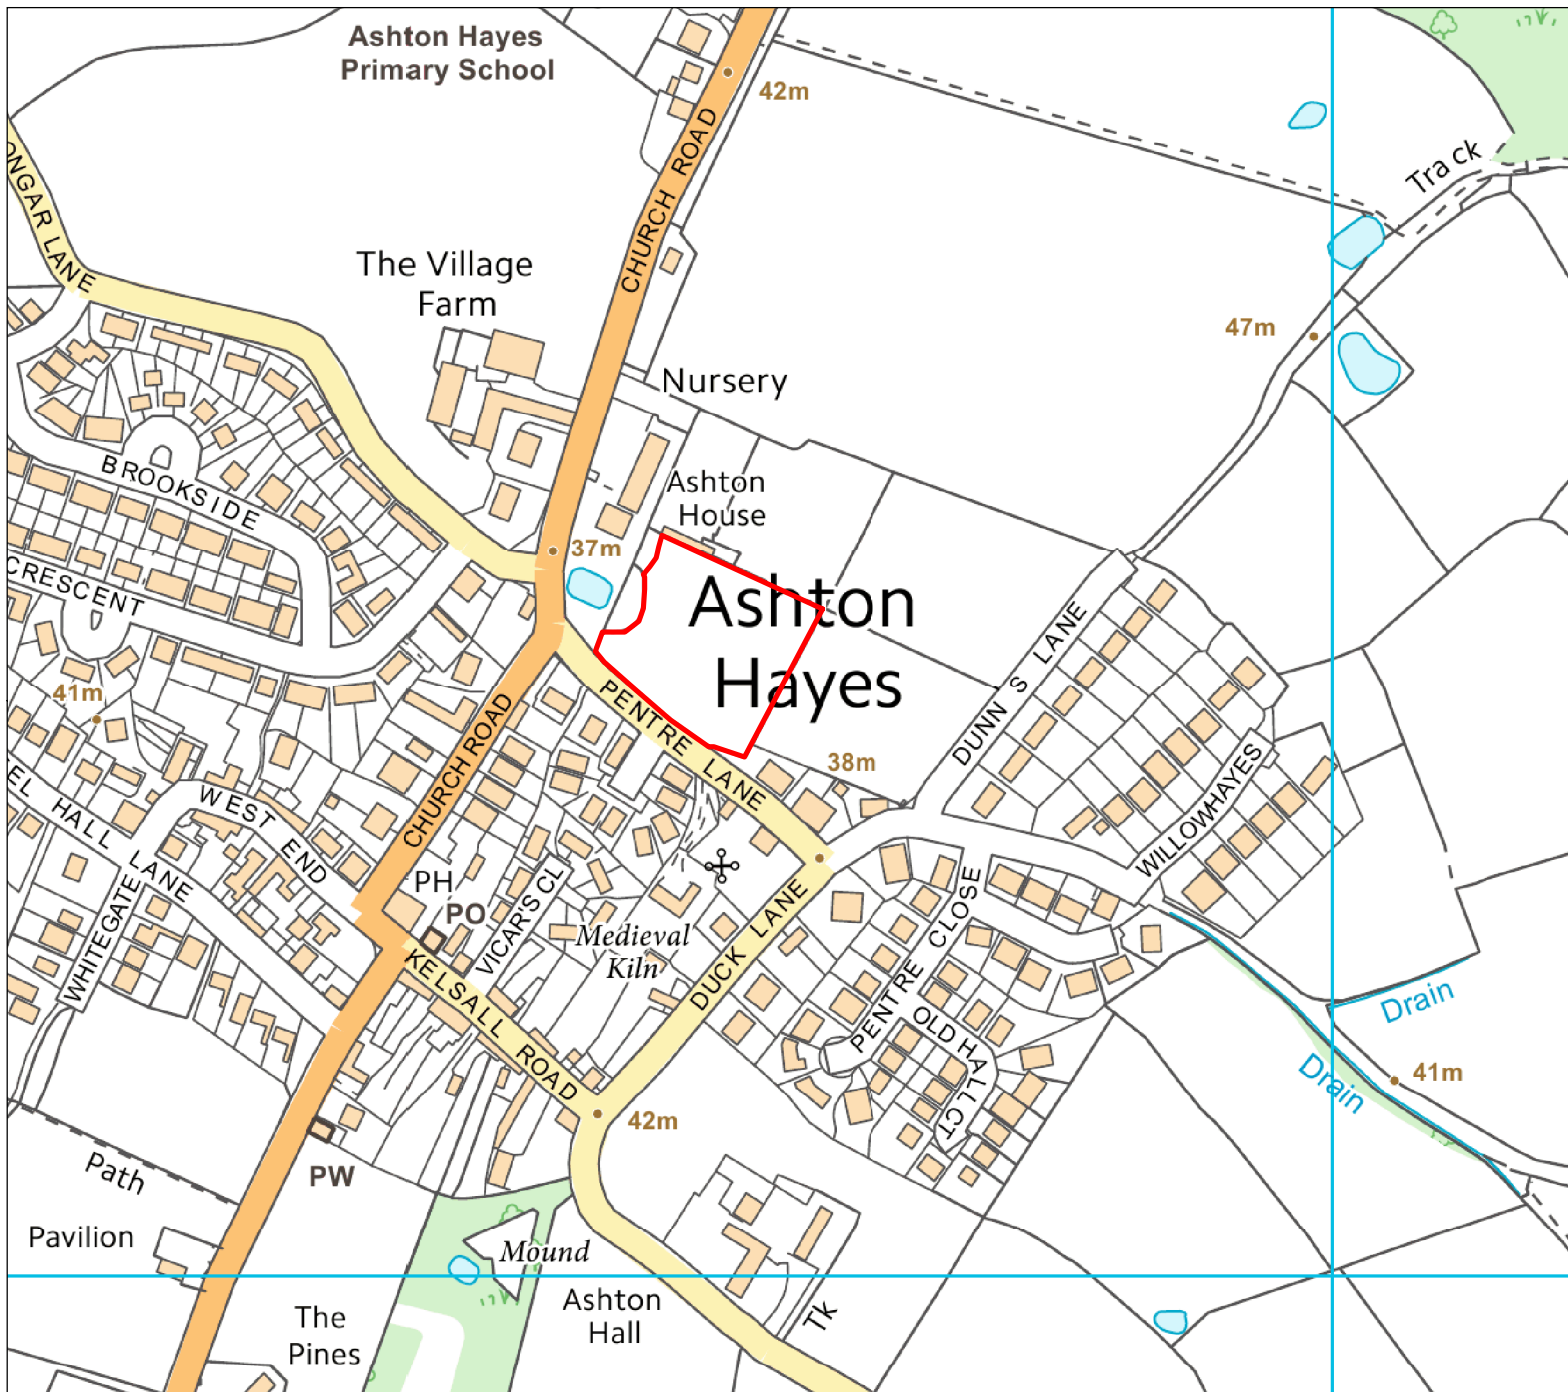 Ashton Hayes
Primary School
42m
CHURCH ROAD
Track
ONGAR LANE
The Village
Farm
47m
Nursery
BROOKSIDE
Ashton
House
37m
CRESCENT
Ashton
Hayes
41m
PENTRE LANE
DUNN S LANE
38m
CHURCH ROAD
WEST END
EL HALL LANE
WILLOWHAYES
PH
PO
VICAR'S CL
WHITEGATE
Medieval
Kiln
DUCK LANE
PENTRE CLOSE
KELSALL ROAD
OLD HALL CT
Drain
Drain
41m
42m
Path
PW
Pavilion
Mound
The
Pines
Ashton
Hall
Tk